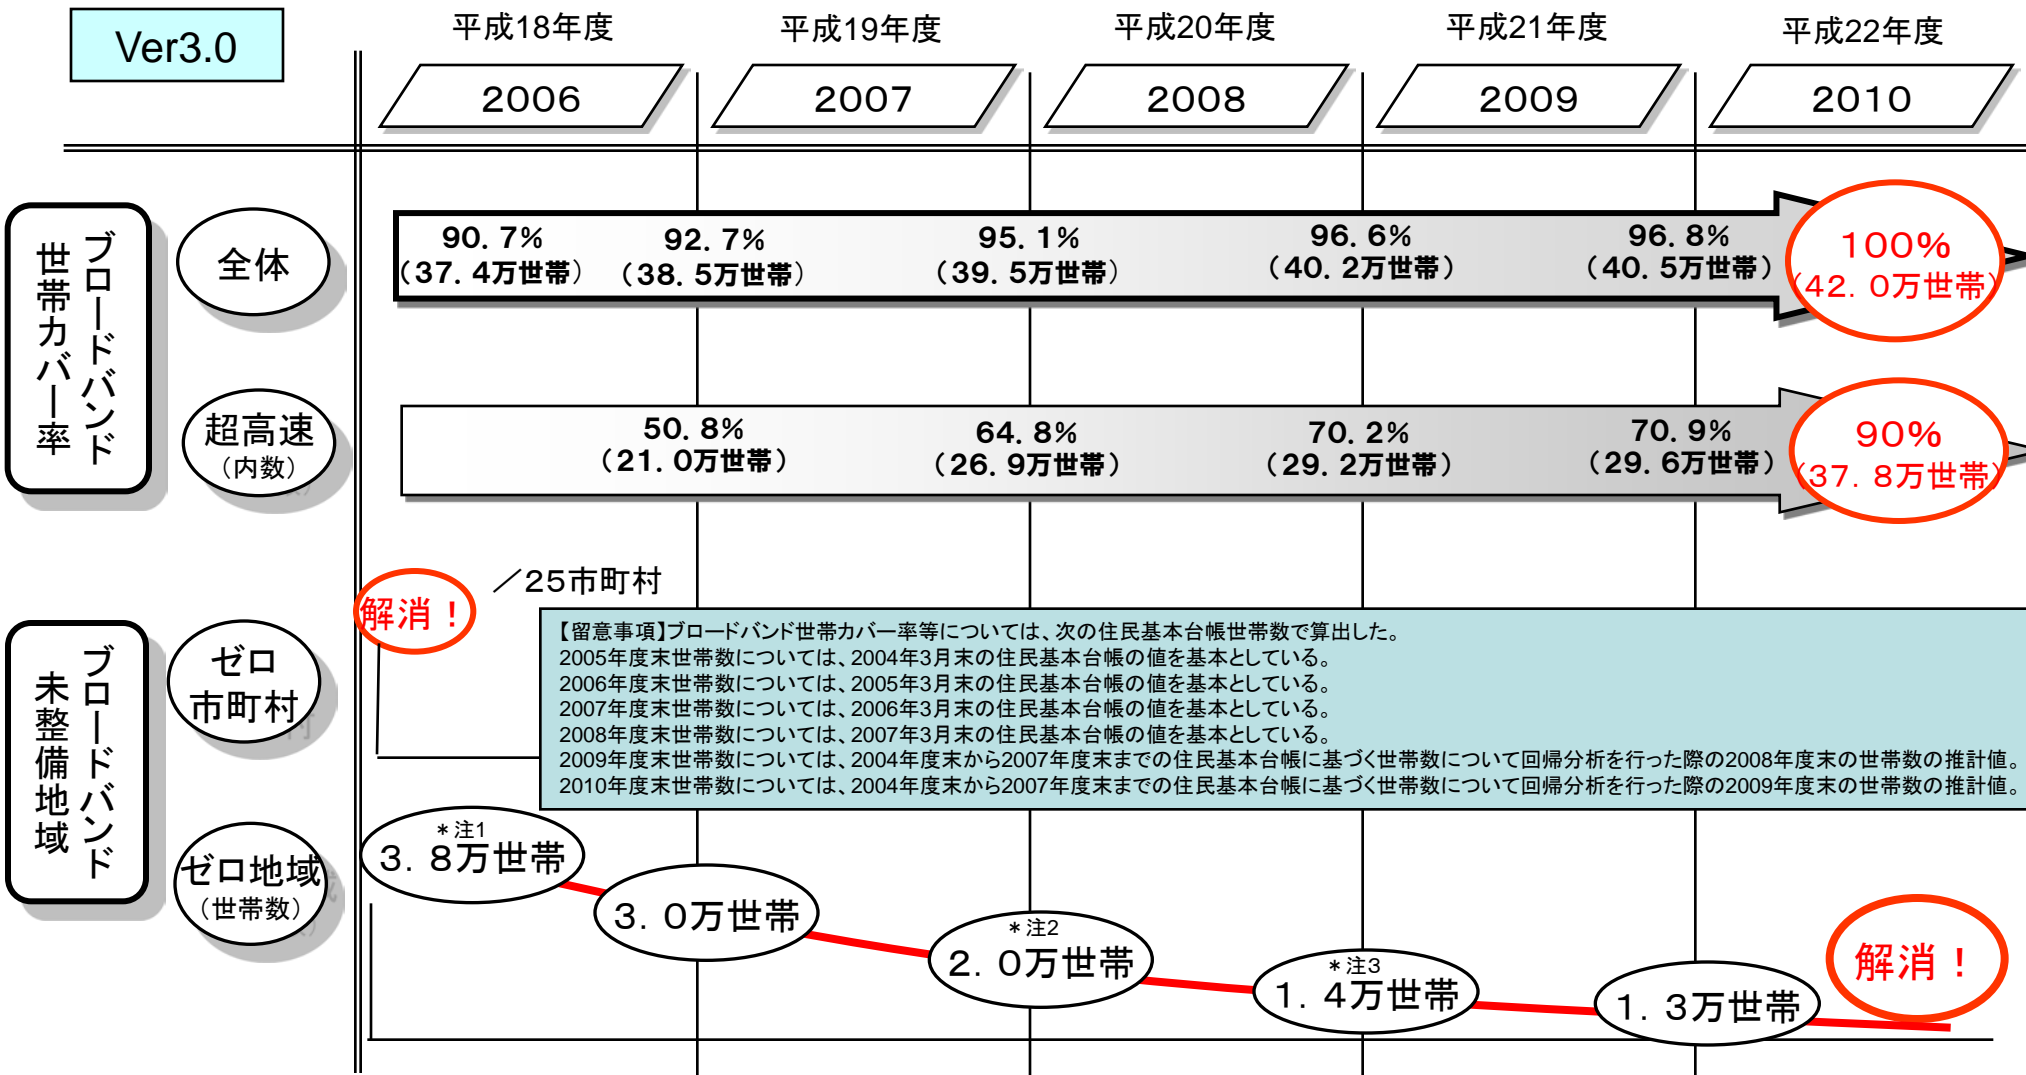 Ver3.0
平成18年度
平成19年度
平成20年度
平成21年度
平成22年度
2006
2007
2008
2009
2010
ブロードバンド
世帯カバー率
全体
90.7%
(37.4万世帯)
92.7%
(38.5万世帯)
95.1%
(39.5万世帯)
96.6%
(40.2万世帯)
96.8%
(40.5万世帯)
100%
(42.0万世帯)
超高速
(内数)
50.8%
(21.0万世帯)
64.8%
(26.9万世帯)
70.2%
(29.2万世帯)
70.9%
(29.6万世帯)
90%
(37.8万世帯)
ブロードバンド
未整備地域
ゼロ
市町村
解消！
／25市町村
【留意事項】ブロードバンド世帯カバー率等については、次の住民基本台帳世帯数で算出した。
2005年度末世帯数については、2004年3月末の住民基本台帳の値を基本としている。
2006年度末世帯数については、2005年3月末の住民基本台帳の値を基本としている。
2007年度末世帯数については、2006年3月末の住民基本台帳の値を基本としている。
2008年度末世帯数については、2007年3月末の住民基本台帳の値を基本としている。
2009年度末世帯数については、2004年度末から2007年度末までの住民基本台帳に基づく世帯数について回帰分析を行った際の2008年度末の世帯数の推計値。
2010年度末世帯数については、2004年度末から2007年度末までの住民基本台帳に基づく世帯数について回帰分析を行った際の2009年度末の世帯数の推計値。
ゼロ地域
(世帯数)
＊注1
3.8万世帯
3.0万世帯
＊注2
2.0万世帯
＊注3
1.4万世帯
1.3万世帯
解消！